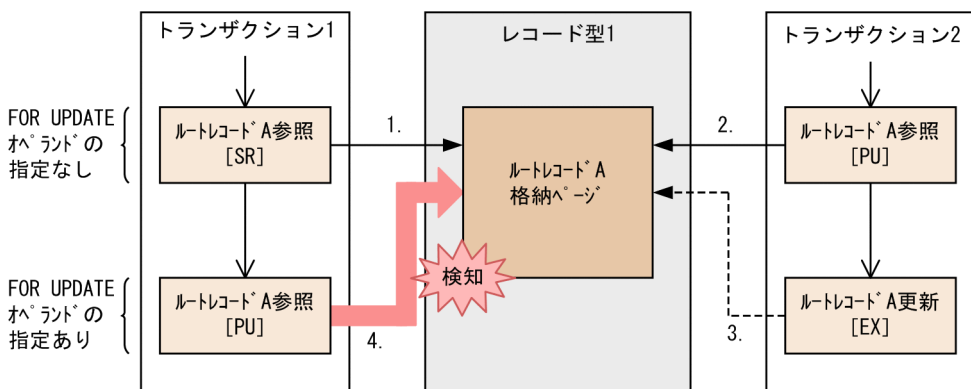 トランザクション1
レコード型1
トランザクション2
FOR UPDATE
ｵﾍﾟﾗﾝﾄﾞの
指定なし
ﾙｰﾄﾚｺｰﾄﾞA参照
[SR]
1.
ﾙｰﾄﾚｺｰﾄﾞA
格納ﾍﾟｰｼﾞ
2.
ﾙｰﾄﾚｺｰﾄﾞA参照
[PU]
検知
FOR UPDATE
ｵﾍﾟﾗﾝﾄﾞの
指定あり
ﾙｰﾄﾚｺｰﾄﾞA参照
[PU]
4.
3.
ﾙｰﾄﾚｺｰﾄﾞA更新
[EX]